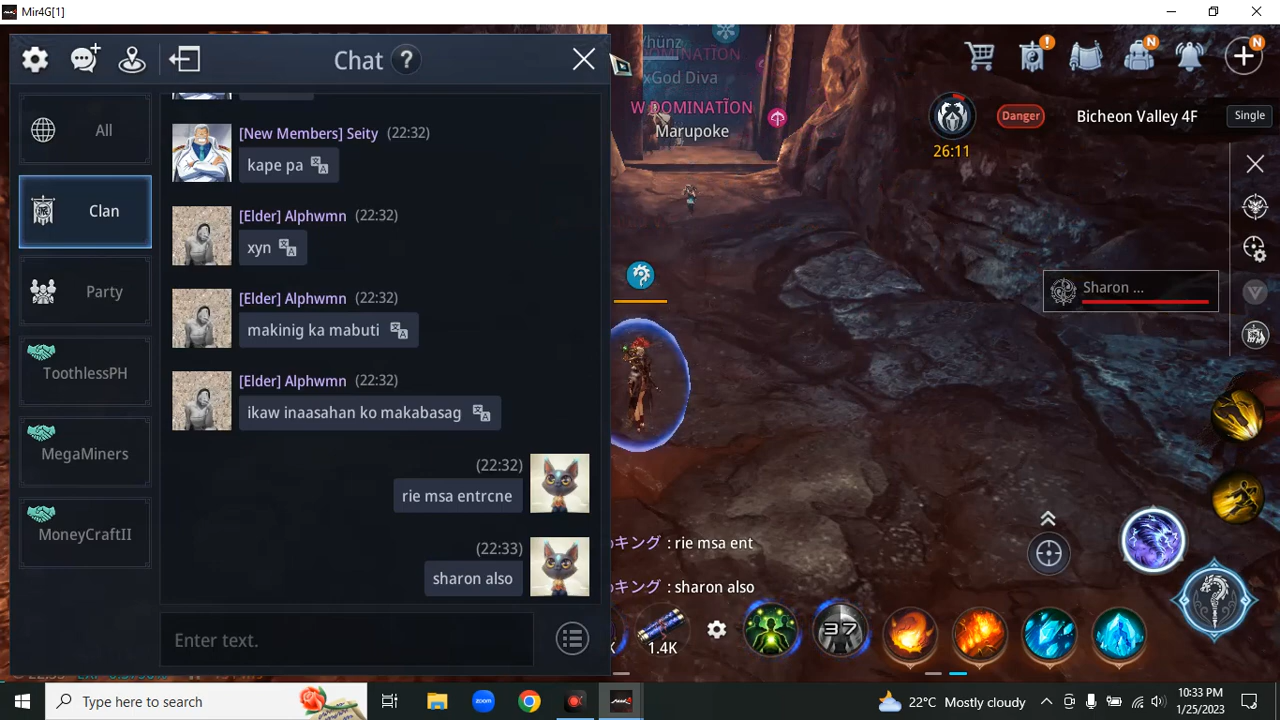 Mir4G[1]
Chat ?
All
Clan
Party
ToothlessPH
MegaMiners
MoneyCraftII
[New Members] Seity (22:32)
kape pa
[Elder] Alphwmn (22:32)
xyn
[Elder] Alphwmn (22:32)
makinig ka mabuti
[Elder] Alphwmn (22:32)
ikaw inaasahan ko makabasag
(22:32)
rie msa entrcne
(22:33)
sharon also
Enter text.
xGod Diva
W.DOMINATĪON
Marupoke
26:11
Danger
Bicheon Valley 4F
Single
N
N
Sharon ...
キング : rie msa ent
キング : sharon also
1.4K
37
Type here to search
zoom
22°C Mostly cloudy
10:33 PM
1/25/2023